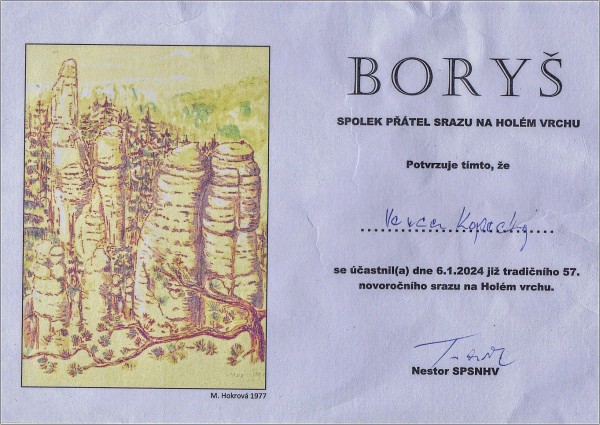 BORYŠ
SPOLEK PŘÁTEL SRAZU NA HOLÉM VRCHU
Potvrzuje tímto, že
Kopecký
se účastnil(a) dne 6.1.2024 již tradičního 57.
novoročního srazu na Holém vrchu.
Nestor SPSNHV
M. Hokrová 1977